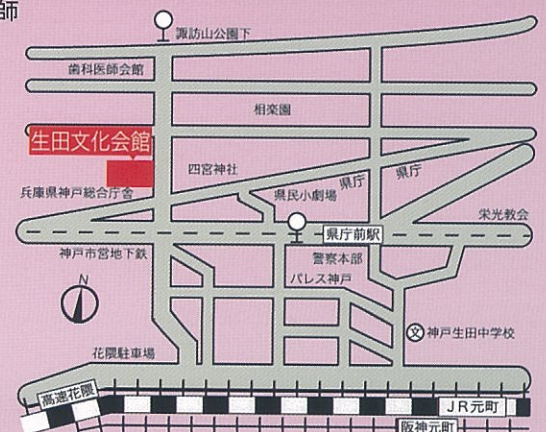 師
諏訪山公園下
歯科医師会館
相楽園
生田文化会館
四宮神社
県庁
県庁
兵庫県神戸総合庁舎
県民小劇場
栄光教会
県庁前駅
神戸市営地下鉄
警察本部
パレス神戸
N
文
神戸生田中学校
花隈駐車場
高速花隈
JR元町
阪神元町